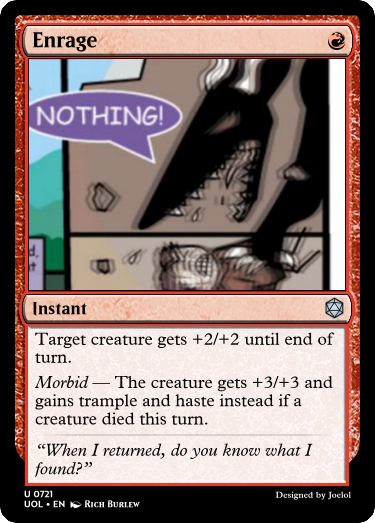 Enrage
NOTHING!
Instant
Target creature gets +2/+2 until end of
turn.
Morbid — The creature gets +3/+3 and
gains trample and haste instead if a
creature died this turn.
“When I returned, do you know what I
found?”
U 0721
UOL • EN Rich Burlew
Designed by Joelol